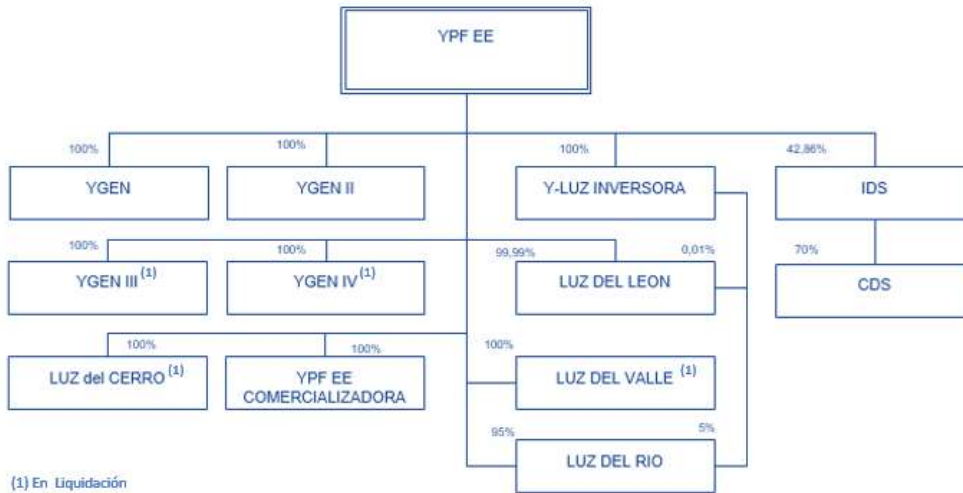 YPF EE
100%
100%
100%
42,86%
YGEN
YGEN II
Y-LUZ INVERSORA
IDS
100%
100%
99,99%
0,01%
70%
YGEN III (1)
YGEN IV (1)
LUZ DEL LEON
CDS
100%
100%
100%
LUZ del CERRO (1)
YPF EE
COMERCIALIZADORA
LUZ DEL VALLE (1)
95%
5%
LUZ DEL RIO
(1) En Liquidación